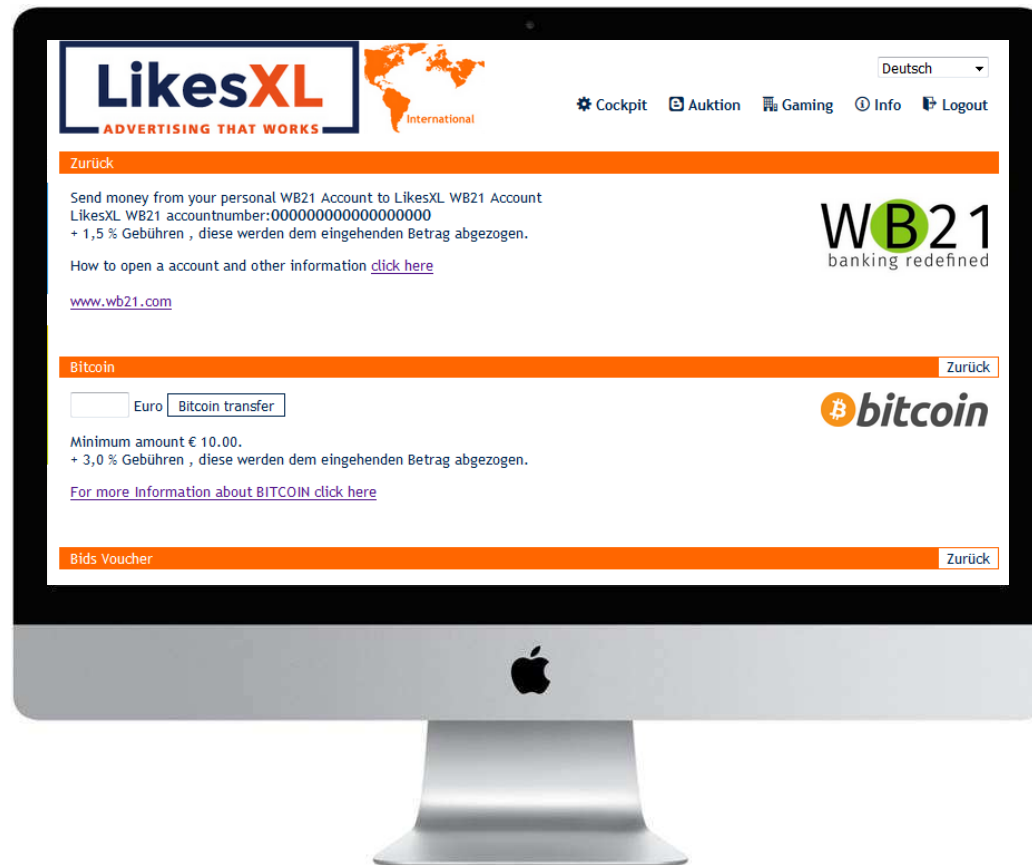 LikesXL
ADVERTISING THAT WORKS
International
Deutsch
Cockpit Auktion Gaming Info Logout
Zurück
Send money from your personal WB21 Account to LikesXL WB21 Account
LikesXL WB21 accountnumber:000000000000000000
+ 1,5 % Gebühren , diese werden dem eingehenden Betrag abgezogen.
WB21
banking redefined
How to open a account and other information click here
www.wb21.com
Bitcoin Zurück
Euro Bitcoin transfer
bitcoin
Minimum amount € 10.00.
+ 3,0 % Gebühren , diese werden dem eingehenden Betrag abgezogen.
For more Information about BITCOIN click here
Bids Voucher Zurück